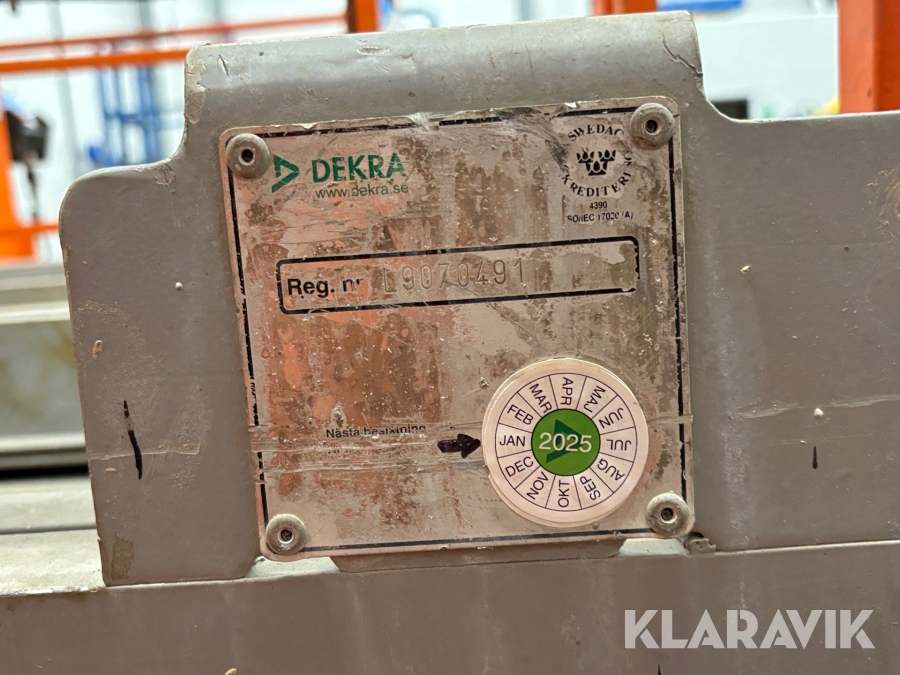 DEKRA
www.dekra.se
SWEDAC
KREDITERING
4390
ISO/IEC 17020 (A)
Reg. nr L9070491
Nästa besiktning
JAN
FEB
MAR
APR
MAJ
JUN
JUL
AUG
SEP
OKT
NOV
DEC
2025
KLARAVIK